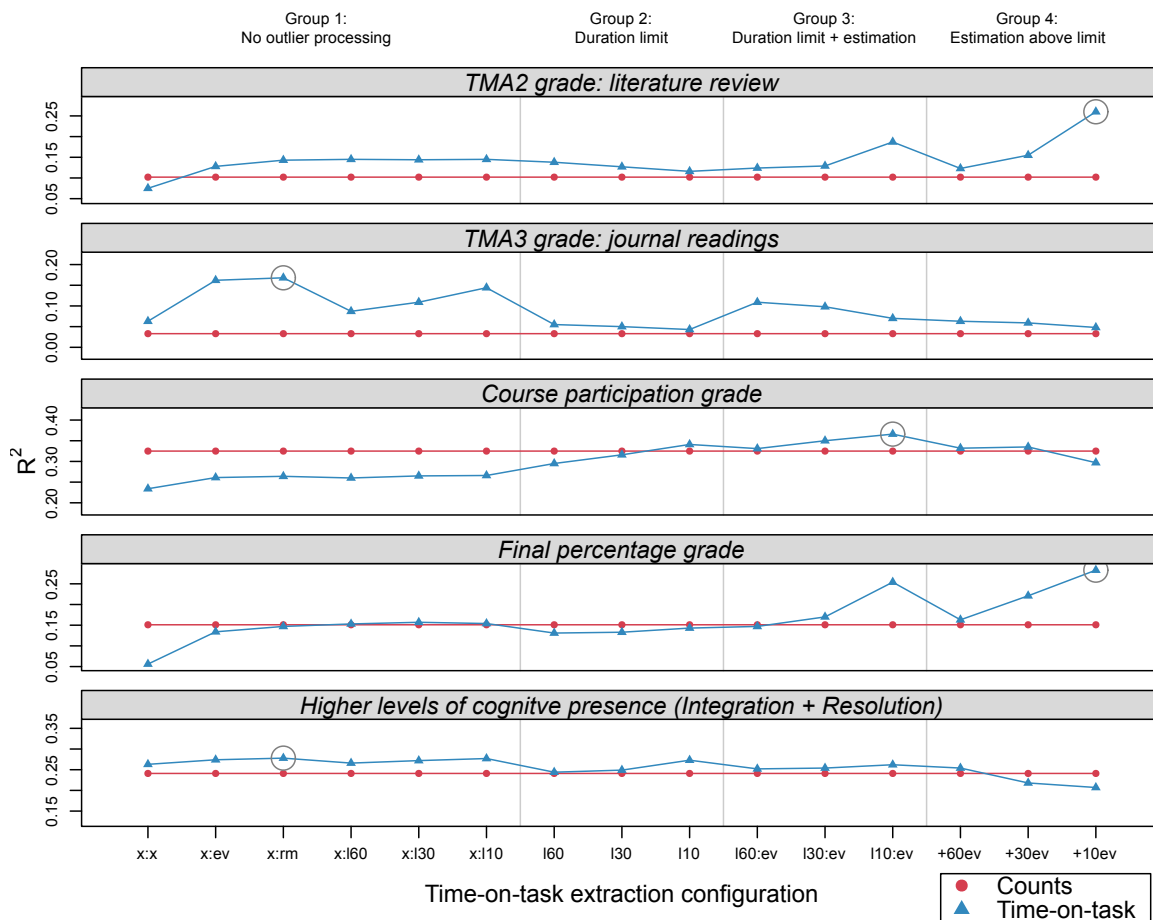 Group 1:
No outlier processing
Group 2:
Duration limit
Group 3:
Duration limit + estimation
Group 4:
Estimation above limit
TMA2 grade: literature review
0.05 0.15 0.25
TMA3 grade: journal readings
0.00 0.10 0.20
Course participation grade
0.20 0.30 0.40
R²
Final percentage grade
0.05 0.15 0.25
Higher levels of cognitve presence (Integration + Resolution)
0.15 0.25 0.35
x:x x:ev x:rm x:l60 x:l30 x:l10 l60 l30 l10 l60:ev l30:ev l10:ev +60ev +30ev +10ev
Time-on-task extraction configuration
Counts
Time-on-task